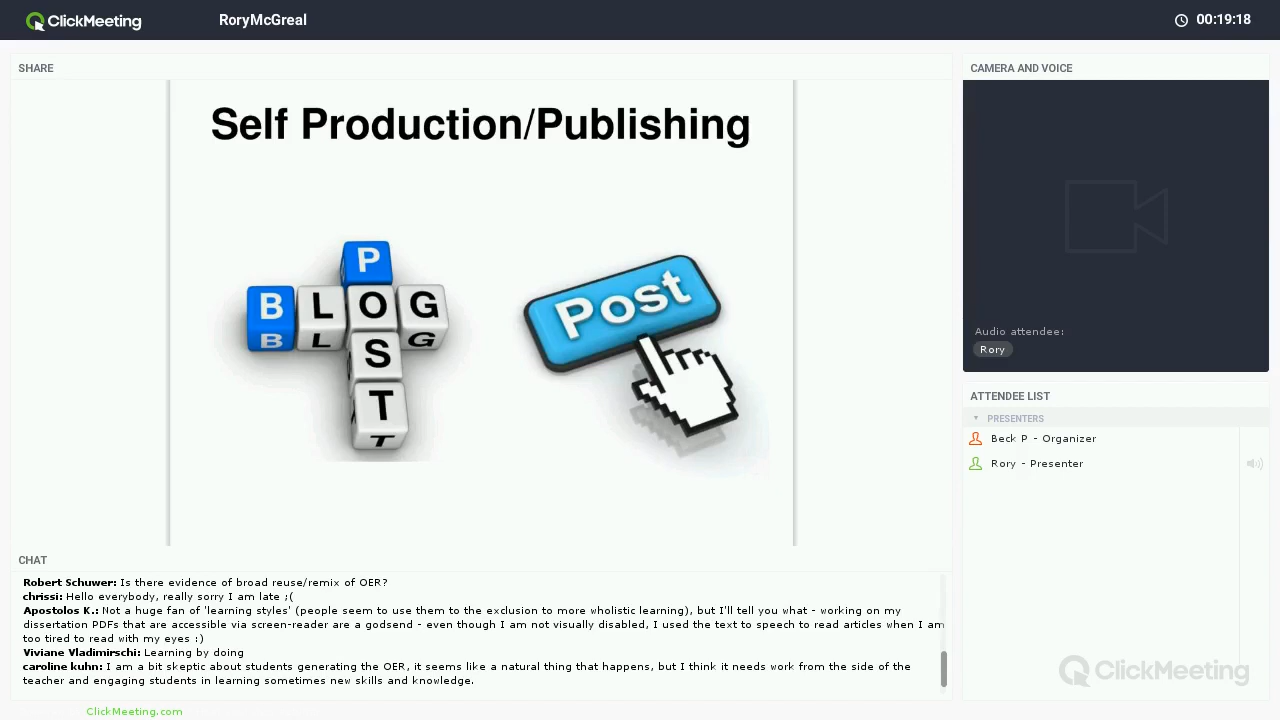 ClickMeeting
RoryMcGreal
00:19:18
SHARE
CAMERA AND VOICE
Self Production/Publishing
P
BLOG
S
T
Post
Audio attendee:
Rory
ATTENDEE LIST
PRESENTERS
Beck P - Organizer
Rory - Presenter
CHAT
Robert Schuwer: Is there evidence of broad reuse/remix of OER?
chrissi: Hello everybody, really sorry I am late ;(
Apostolos K.: Not a huge fan of 'learning styles' (people seem to use them to the exclusion to more wholistic learning), but I'll tell you what - working on my
dissertation PDFs that are accessible via screen-reader are a godsend - even though I am not visually disabled, I used the text to speech to read articles when I am
too tired to read with my eyes :)
Viviane Vladimirschi: Learning by doing
caroline kuhn: I am a bit skeptic about students generating the OER, it seems like a natural thing that happens, but I think it needs work from the side of the
teacher and engaging students in learning sometimes new skills and knowledge.
ClickMeeting
ClickMeeting.com